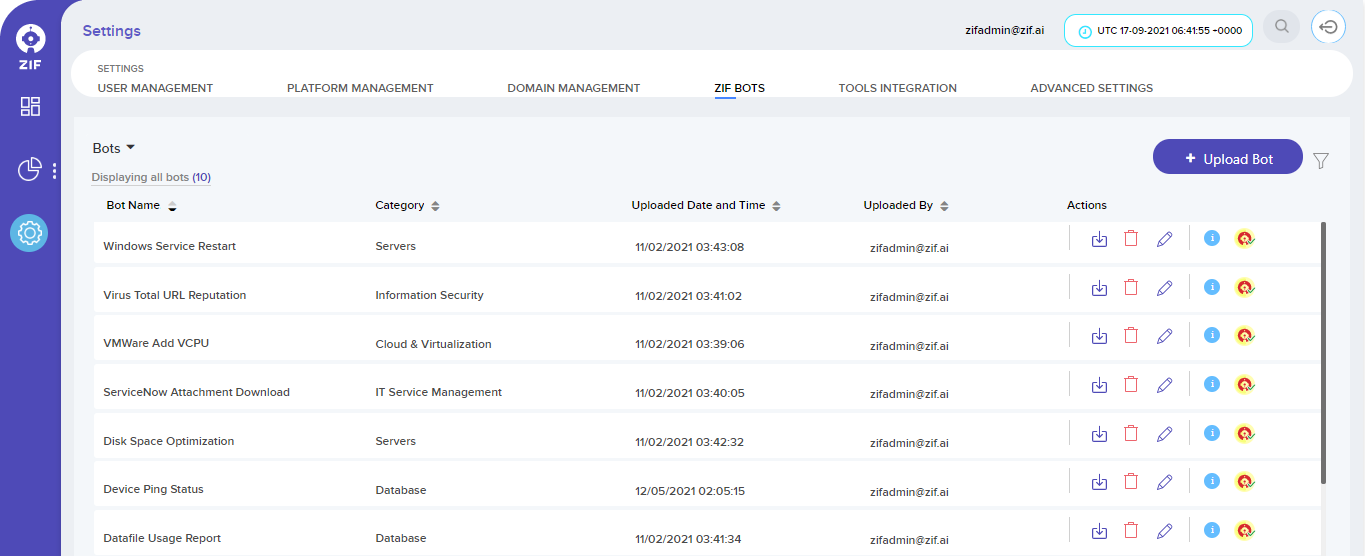 Settings
zifadmin@zif.ai
UTC 17-09-2021 06:41:55 +0000
ZIF
SETTINGS
USER MANAGEMENT PLATFORM MANAGEMENT DOMAIN MANAGEMENT ZIF BOTS TOOLS INTEGRATION ADVANCED SETTINGS
Bots
+ Upload Bot
Displaying all bots (10)
Bot Name Category Uploaded Date and Time Uploaded By Actions
Windows Service Restart Servers 11/02/2021 03:43:08 zifadmin@zif.ai
Virus Total URL Reputation Information Security 11/02/2021 03:41:02 zifadmin@zif.ai
VMWare Add VCPU Cloud & Virtualization 11/02/2021 03:39:06 zifadmin@zif.ai
ServiceNow Attachment Download IT Service Management 11/02/2021 03:40:05 zifadmin@zif.ai
Disk Space Optimization Servers 11/02/2021 03:42:32 zifadmin@zif.ai
Device Ping Status Database 12/05/2021 02:05:15 zifadmin@zif.ai
Datafile Usage Report Database 11/02/2021 03:41:34 zifadmin@zif.ai